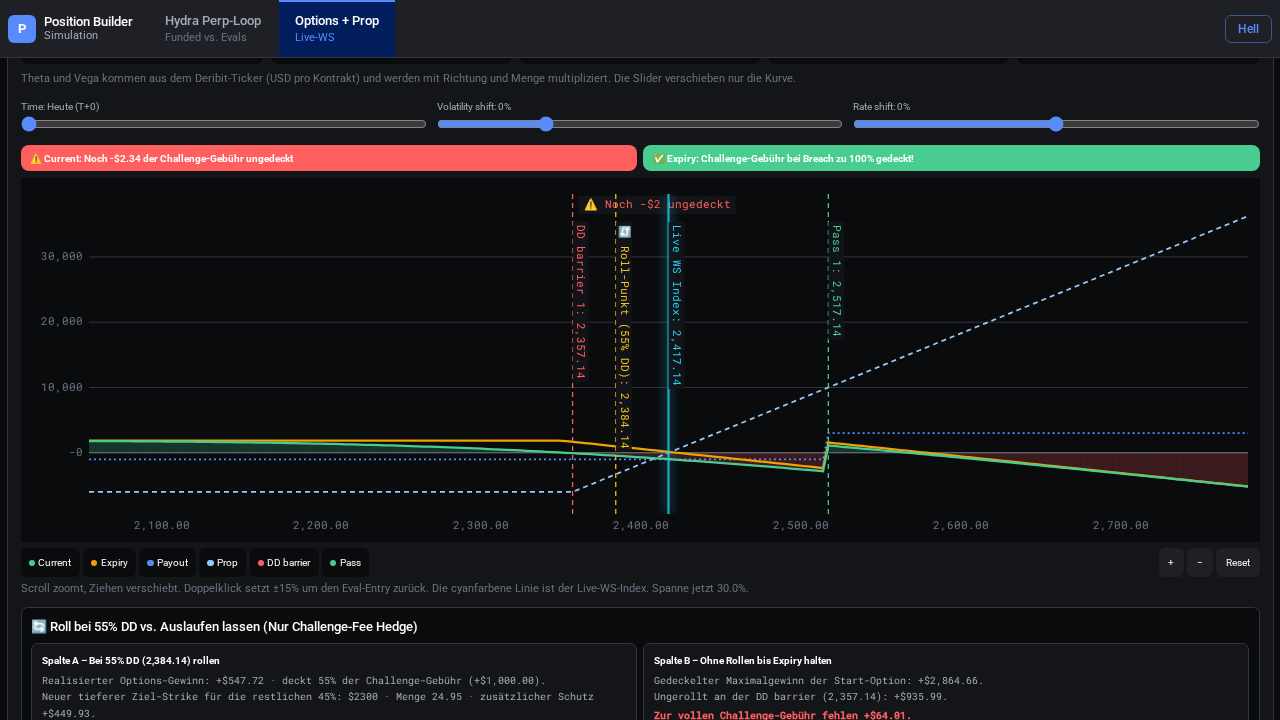 P
Position Builder
Simulation
Hydra Perp-Loop
Funded vs. Evals
Options + Prop
Live-WS
Hell
Theta und Vega kommen aus dem Deribit-Ticker (USD pro Kontrakt) und werden mit Richtung und Menge multipliziert. Die Slider verschieben nur die Kurve.
Time: Heute (T+0)
Volatility shift: 0%
Rate shift: 0%
⚠️ Current: Noch -$2.34 der Challenge-Gebühr ungedeckt
✅ Expiry: Challenge-Gebühr bei Breach zu 100% gedeckt!
⚠️ Noch -$2 ungedeckt
DD barrier 1: 2,357.14
🔄 Roll-Punkt (55% DD): 2,384.14
Live WS Index: 2,417.14
Pass 1: 2,517.14
30,000
20,000
10,000
-0
2,100.00
2,200.00
2,300.00
2,400.00
2,500.00
2,600.00
2,700.00
Current
Expiry
Payout
Prop
DD barrier
Pass
+
−
Reset
Scroll zoomt, Ziehen verschiebt. Doppelklick setzt ±15% um den Eval-Entry zurück. Die cyanfarbene Linie ist der Live-WS-Index. Spanne jetzt 30.0%.
🔄 Roll bei 55% DD vs. Auslaufen lassen (Nur Challenge-Fee Hedge)
Spalte A – Bei 55% DD (2,384.14) rollen
Realisierter Options-Gewinn: +$547.72 · deckt 55% der Challenge-Gebühr (+$1,000.00).
Neuer tieferer Ziel-Strike für die restlichen 45%: $2300 · Menge 24.95 · zusätzlicher Schutz
+$449.93.
Spalte B – Ohne Rollen bis Expiry halten
Gedeckelter Maximalgewinn der Start-Option: +$2,864.66.
Ungerollt an der DD barrier (2,357.14): +$935.99.
Zur vollen Challenge-Gebühr fehlen +$64.01.